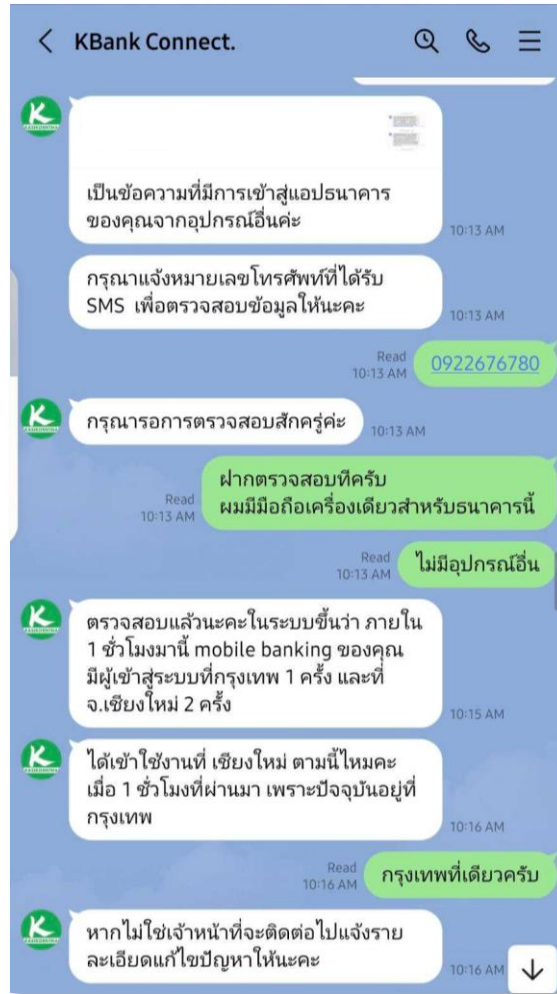 KBank Connect.
เป็นข้อความที่มีการเข้าสู่แอปธนาคาร
ของคุณจากอุปกรณ์อื่นค่ะ
10:13 AM
กรุณาแจ้งหมายเลขโทรศัพท์ที่ได้รับ
SMS เพื่อตรวจสอบข้อมูลให้นะคะ
10:13 AM
Read
10:13 AM
0922676780
กรุณารอการตรวจสอบสักครู่ค่ะ
10:13 AM
ฝากตรวจสอบทีครับ
ผมมีมือถือเครื่องเดียวสำหรับธนาคารนี้
Read
10:13 AM
Read
10:13 AM
ไม่มีอุปกรณ์อื่น
ตรวจสอบแล้วนะคะในระบบขึ้นว่า ภายใน
1 ชั่วโมงมานี้ mobile banking ของคุณ
มีผู้เข้าสู่ระบบที่กรุงเทพ 1 ครั้ง และที่
จ.เชียงใหม่ 2 ครั้ง
10:15 AM
ได้เข้าใช้งานที่ เชียงใหม่ ตามนี้ไหมคะ
เมื่อ 1 ชั่วโมงที่ผ่านมา เพราะปัจจุบันอยู่ที่
กรุงเทพ
10:16 AM
Read
10:16 AM
กรุงเทพที่เดียวครับ
หากไม่ใช่เจ้าหน้าที่จะติดต่อไปแจ้งราย
ละเอียดแก้ไขปัญหาให้นะคะ
10:16 AM